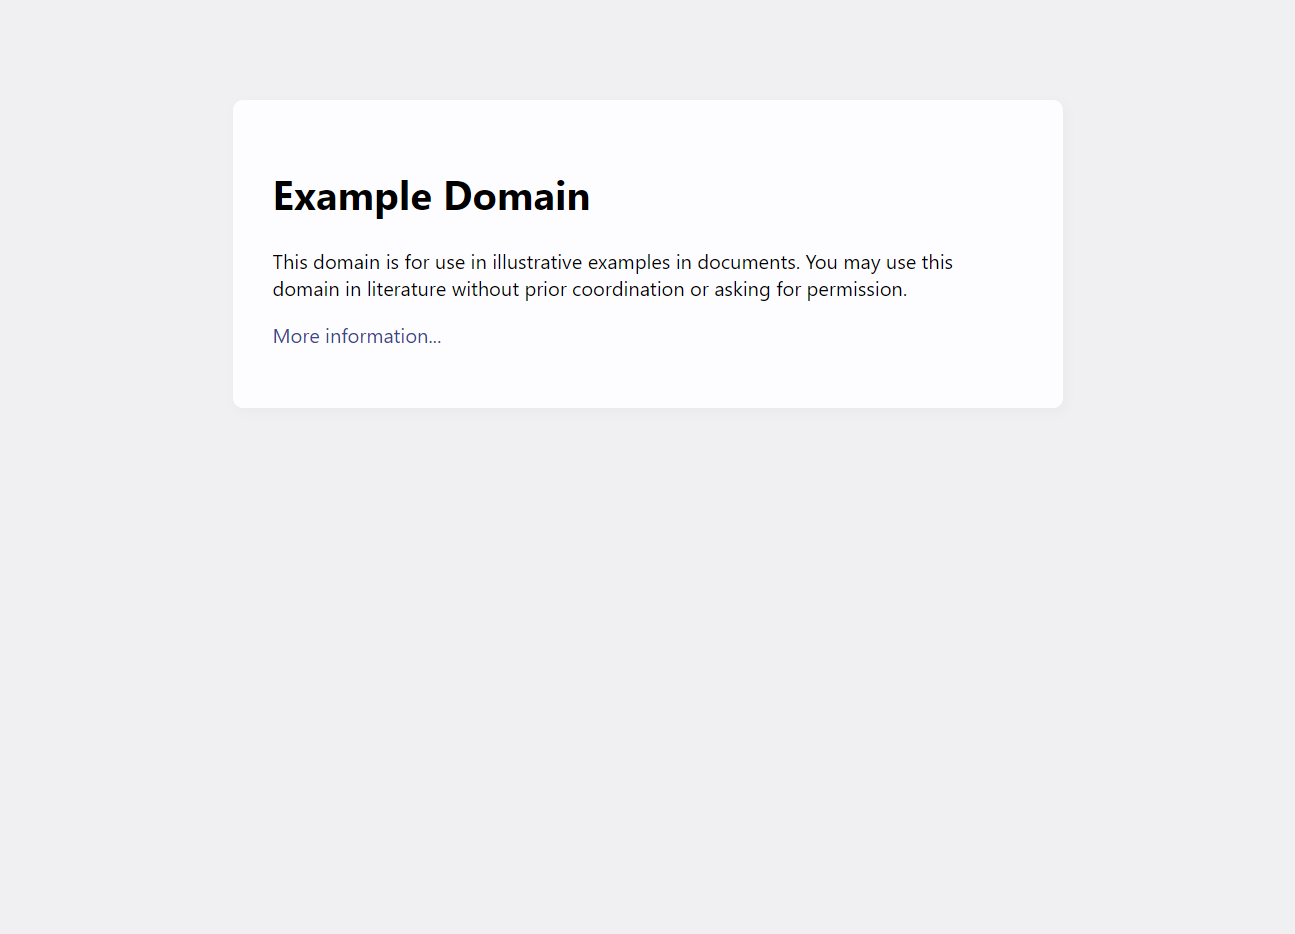 Example Domain
This domain is for use in illustrative examples in documents. You may use this
domain in literature without prior coordination or asking for permission.
More information...